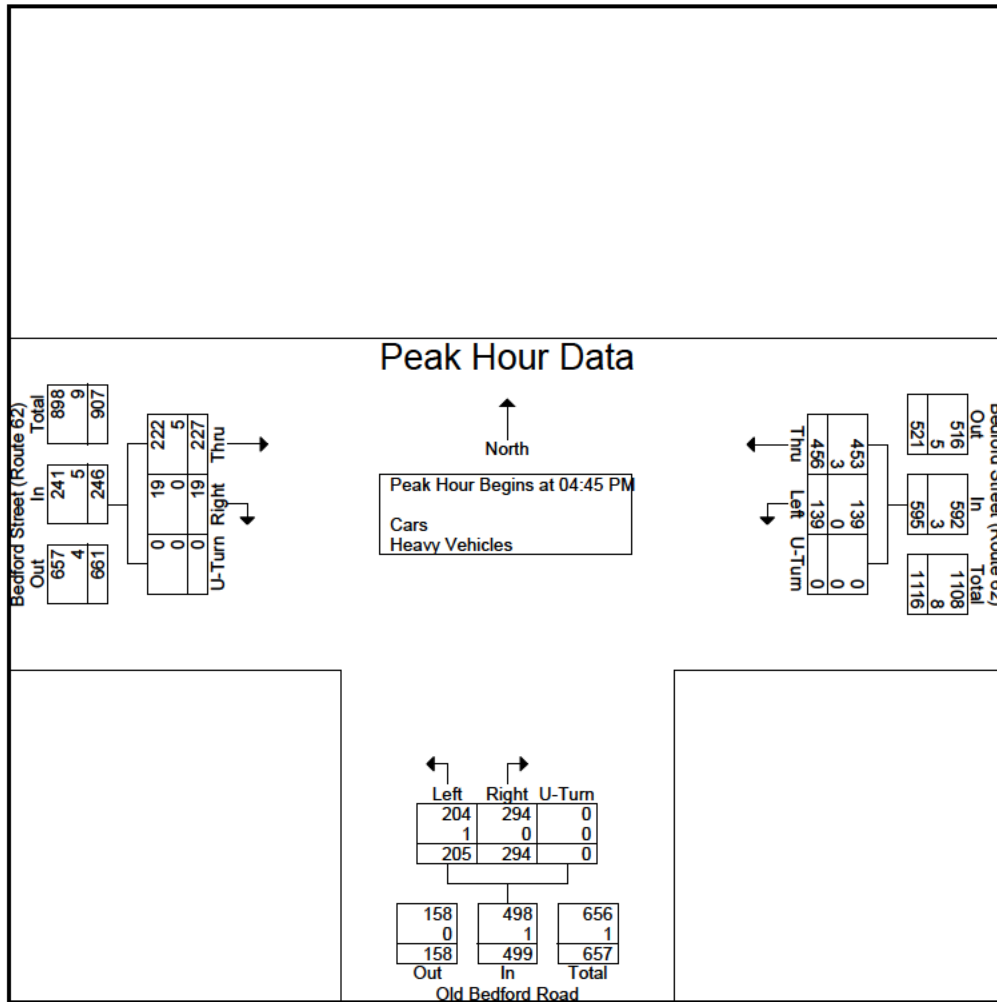 Peak Hour Data
North
Peak Hour Begins at 04:45 PM
Cars
Heavy Vehicles
Bedford Street (Route 62)
Total In Out
898 241 657
9 5 4
907 246 661
222 19 0
5 0 0
227 19 0
Thru Right U-Turn
Bedford Street (Route 62)
Out In Total
516 592 1108
5 3 8
521 595 1116
453 139 0
3 0 0
456 139 0
Thru Left U-Turn
Left Right U-Turn
204 294 0
1 0 0
205 294 0
158 498 656
0 1 1
158 499 657
Out In Total
Old Bedford Road